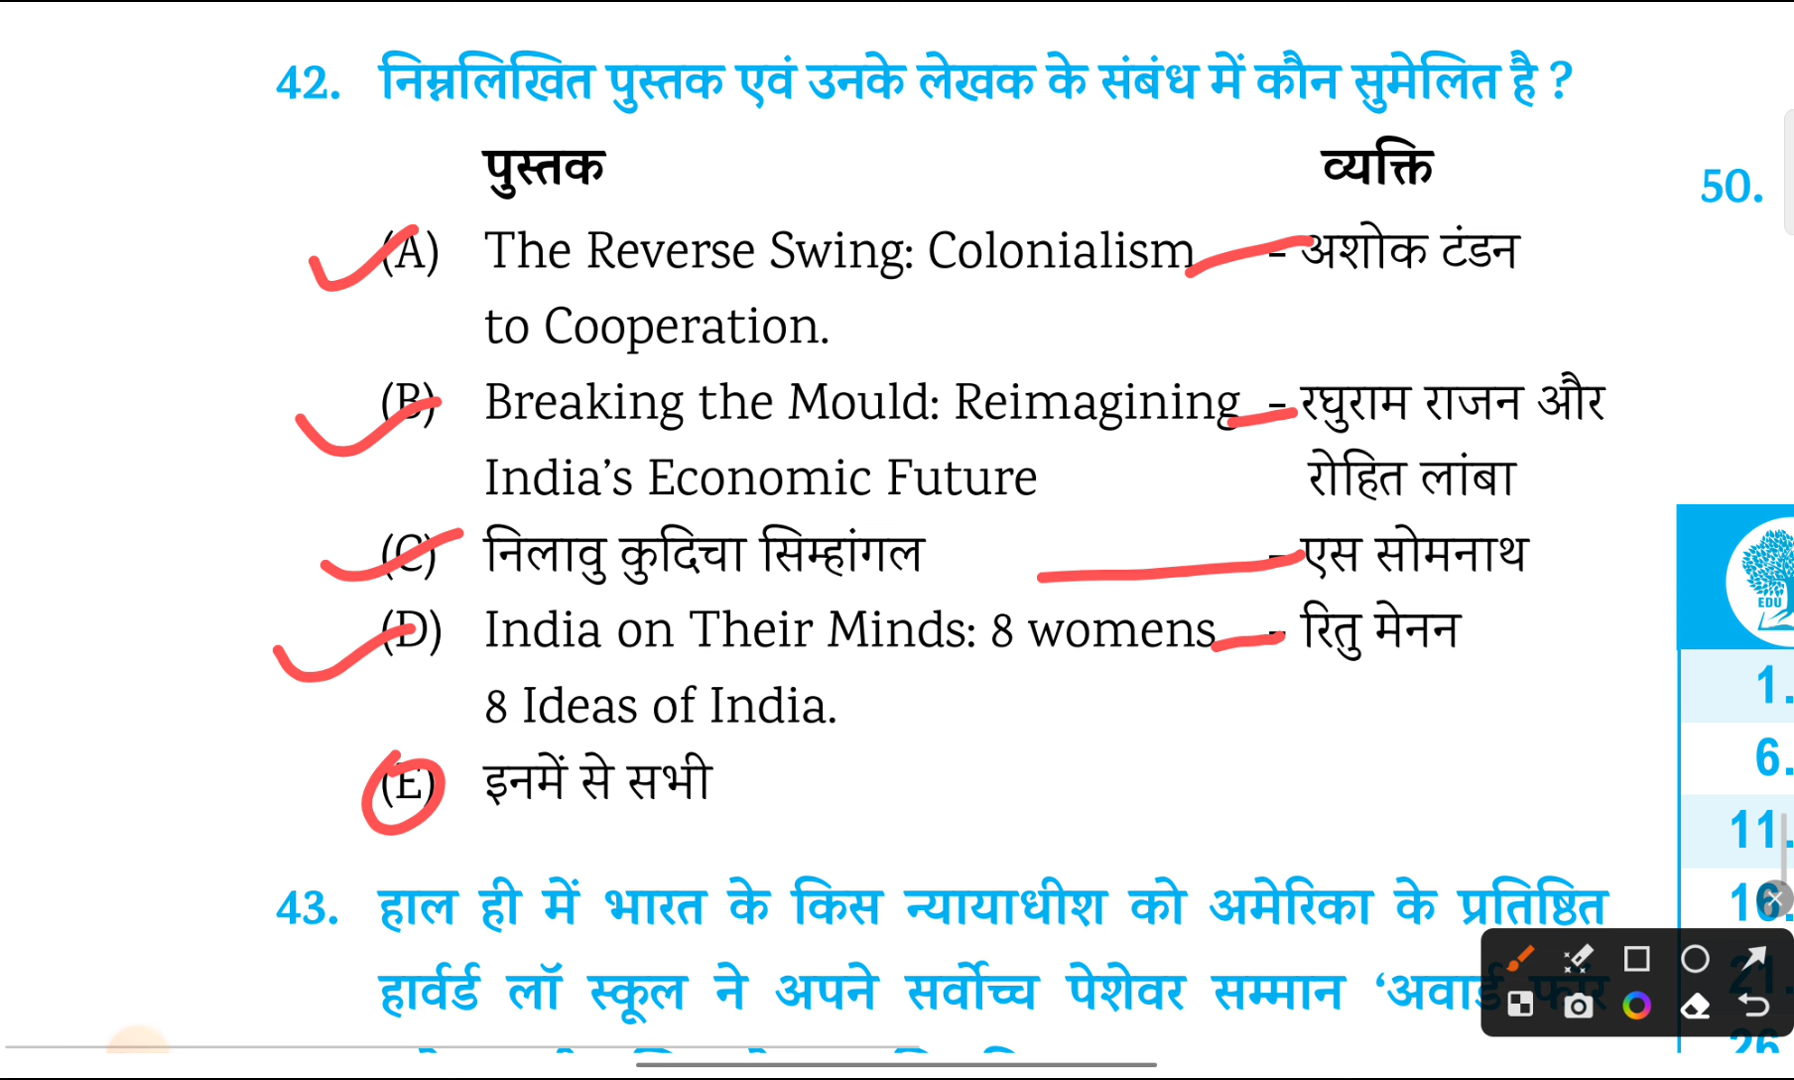 42. निम्नलिखित पुस्तक एवं उनके लेखक के संबंध में कौन सुमेलित है ?
पुस्तक व्यक्ति
(A) The Reverse Swing: Colonialism - अशोक टंडन
to Cooperation.
(B) Breaking the Mould: Reimagining - रघुराम राजन और
India's Economic Future रोहित लांबा
(C) निलावु कुदिचा सिम्हांगल - एस सोमनाथ
(D) India on Their Minds: 8 womens - रितु मेनन
8 Ideas of India.
(E) इनमें से सभी
43. हाल ही में भारत के किस न्यायाधीश को अमेरिका के प्रतिष्ठित
हार्वर्ड लॉ स्कूल ने अपने सर्वोच्च पेशेवर सम्मान ‘अवार्ड फॉर
50.
EDU
1.
6.
11.
16.
21.
26